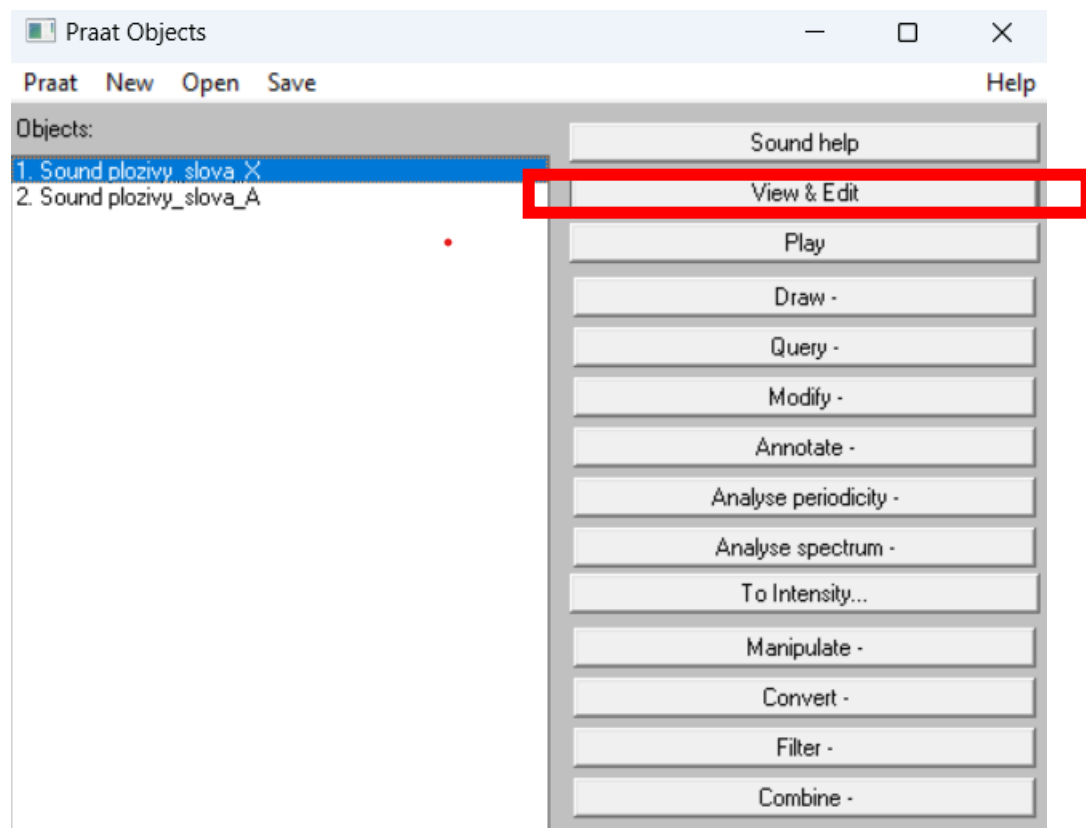 Praat Objects
Praat New Open Save Help
Objects:
1. Sound plozivy_slova_X
2. Sound plozivy_slova_A
Sound help
View & Edit
Play
Draw -
Query -
Modify -
Annotate -
Analyse periodicity -
Analyse spectrum -
To Intensity...
Manipulate -
Convert -
Filter -
Combine -